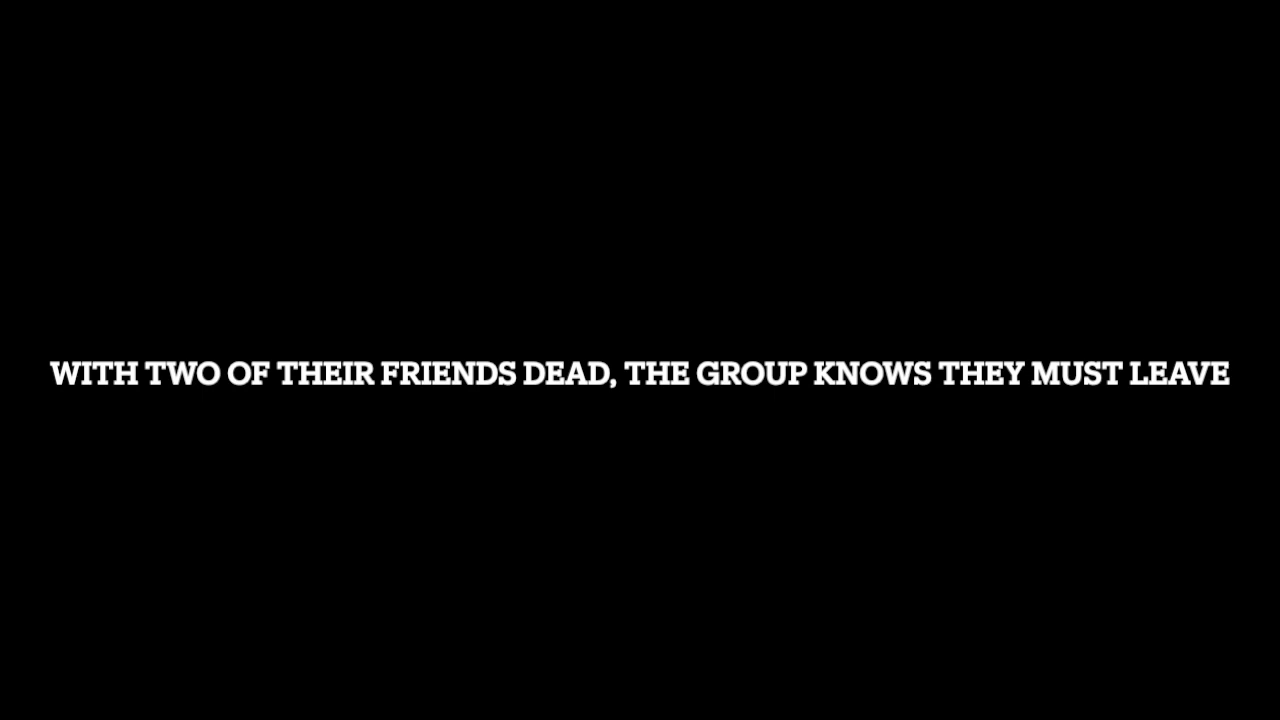 WITH TWO OF THEIR FRIENDS DEAD, THE GROUP KNOWS THEY MUST LEAVE